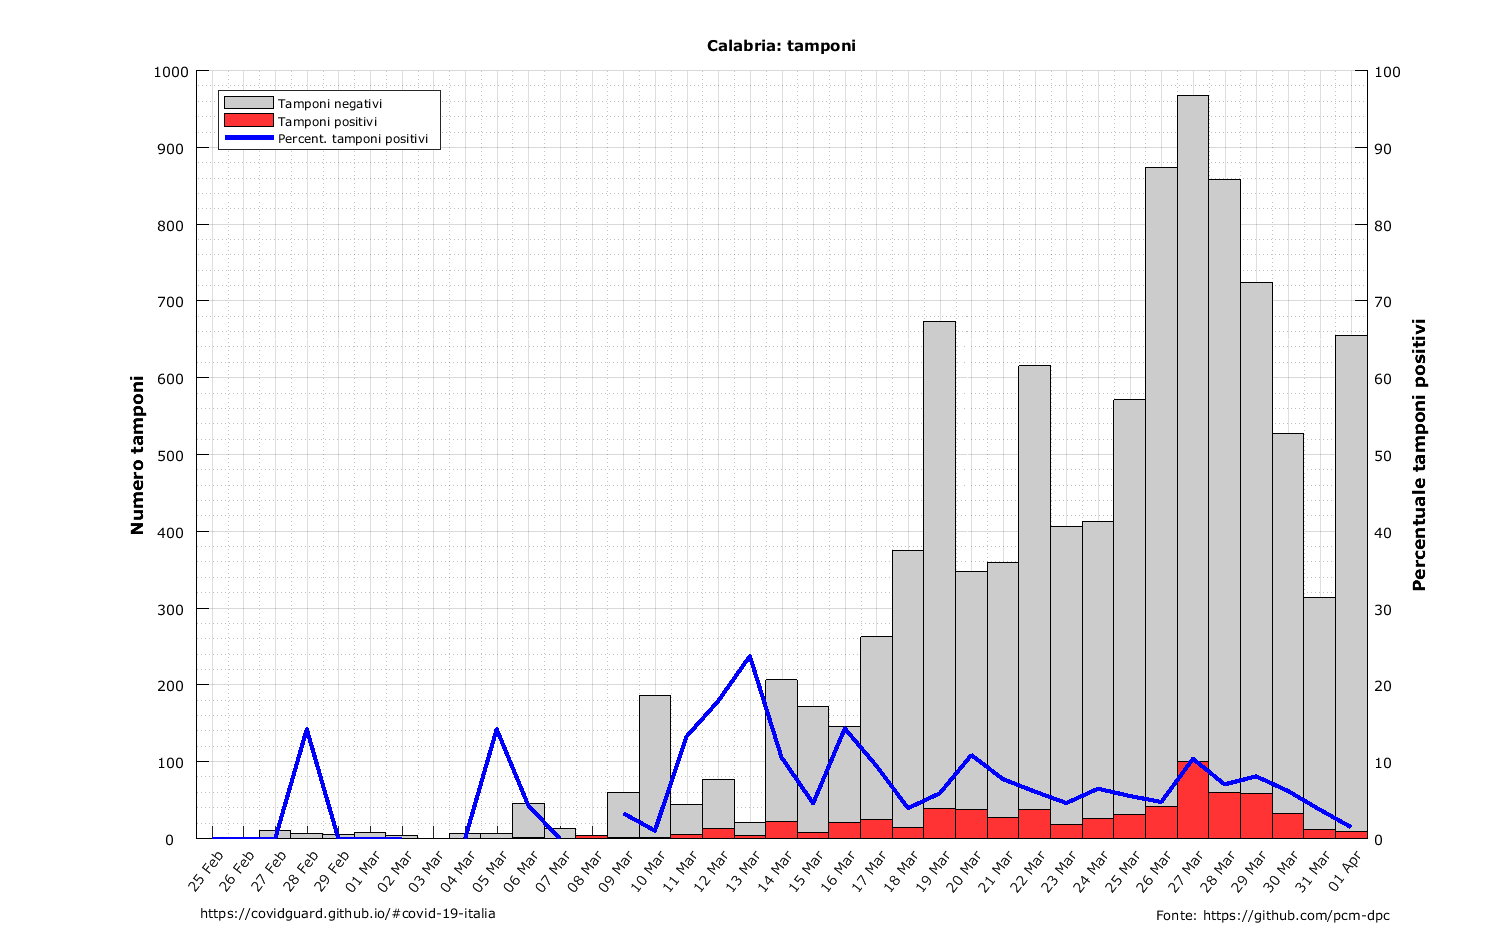 Calabria: tamponi
Tamponi negativi
Tamponi positivi
Percent. tamponi positivi
Numero tamponi
1000
900
800
700
600
500
400
300
200
100
0
100
90
80
70
60
50
40
30
20
10
0
Percentuale tamponi positivi
25 Feb
26 Feb
27 Feb
28 Feb
29 Feb
01 Mar
02 Mar
03 Mar
04 Mar
05 Mar
06 Mar
07 Mar
08 Mar
09 Mar
10 Mar
11 Mar
12 Mar
13 Mar
14 Mar
15 Mar
16 Mar
17 Mar
18 Mar
19 Mar
20 Mar
21 Mar
22 Mar
23 Mar
24 Mar
25 Mar
26 Mar
27 Mar
28 Mar
29 Mar
30 Mar
31 Mar
01 Apr
https://covidguard.github.io/#covid-19-italia
Fonte: https://github.com/pcm-dpc